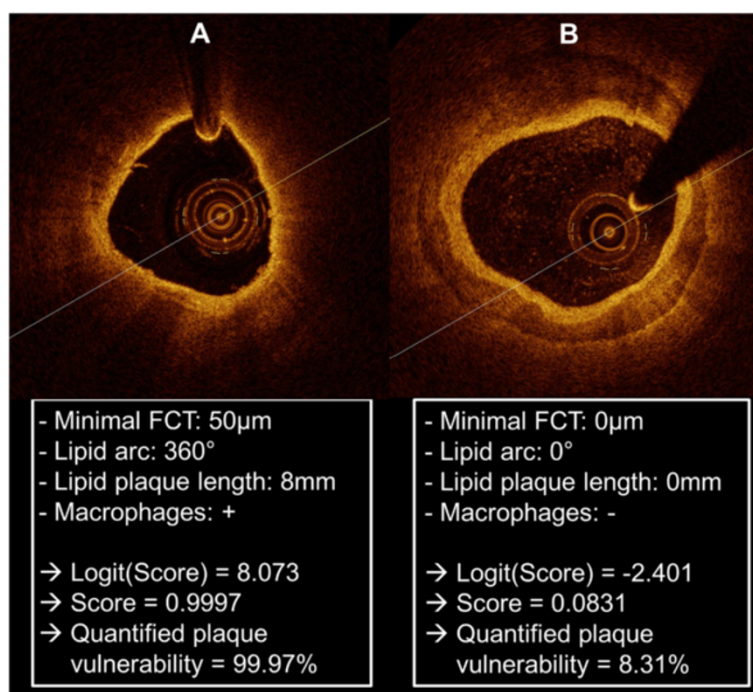 A
B
- Minimal FCT: 50µm
- Lipid arc: 360°
- Lipid plaque length: 8mm
- Macrophages: +
→ Logit(Score) = 8.073
→ Score = 0.9997
→ Quantified plaque
vulnerability = 99.97%
- Minimal FCT: 0µm
- Lipid arc: 0°
- Lipid plaque length: 0mm
- Macrophages: -
→ Logit(Score) = -2.401
→ Score = 0.0831
→ Quantified plaque
vulnerability = 8.31%